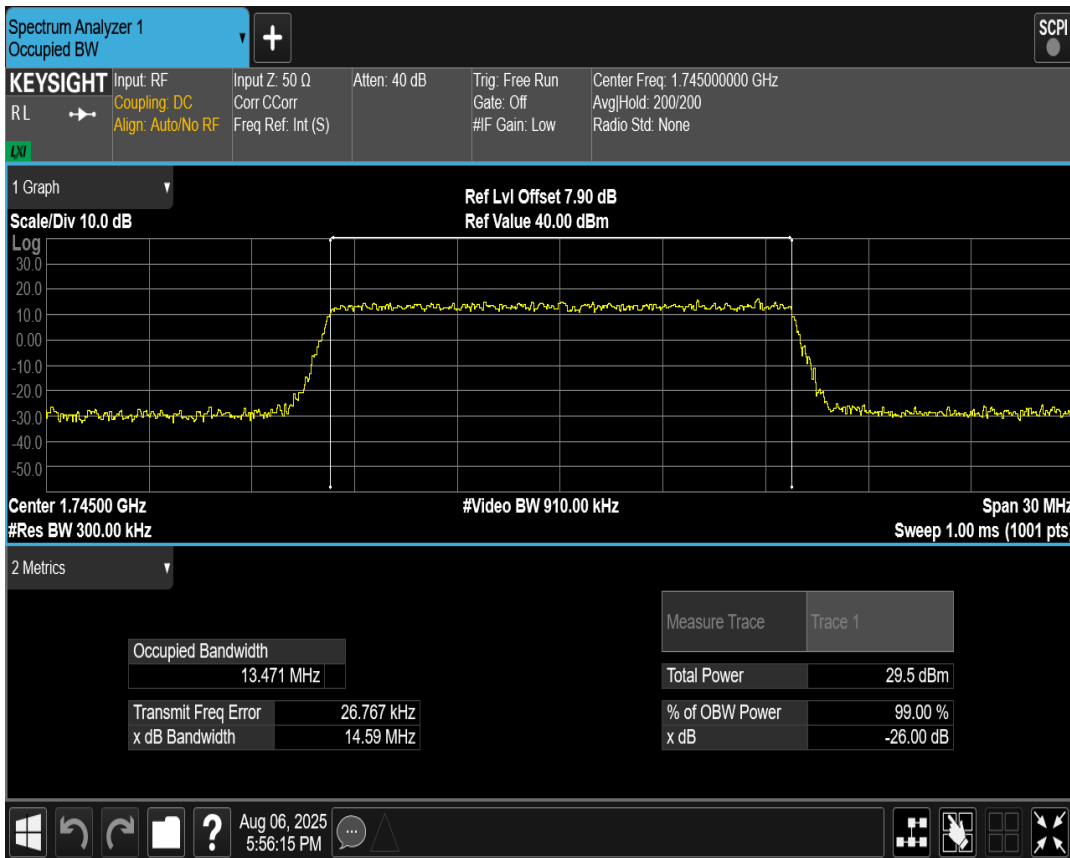 Spectrum Analyzer 1
Occupied BW
SCPI
KEYSIGHT
RL
LXI
Input: RF
Coupling: DC
Align: Auto/No RF
Input Z: 50 Ω
Corr CCorr
Freq Ref: Int (S)
Atten: 40 dB
Trig: Free Run
Gate: Off
#IF Gain: Low
Center Freq: 1.745000000 GHz
Avg|Hold: 200/200
Radio Std: None
1 Graph
Ref Lvl Offset 7.90 dB
Scale/Div 10.0 dB
Ref Value 40.00 dBm
Log
30.0
20.0
10.0
0.00
-10.0
-20.0
-30.0
-40.0
-50.0
Center 1.74500 GHz
#Video BW 910.00 kHz
Span 30 MHz
#Res BW 300.00 kHz
Sweep 1.00 ms (1001 pts)
2 Metrics
Measure Trace
Trace 1
Occupied Bandwidth
13.471 MHz
Total Power
29.5 dBm
Transmit Freq Error
26.767 kHz
% of OBW Power
99.00 %
x dB Bandwidth
14.59 MHz
x dB
-26.00 dB
?
Aug 06, 2025
5:56:15 PM